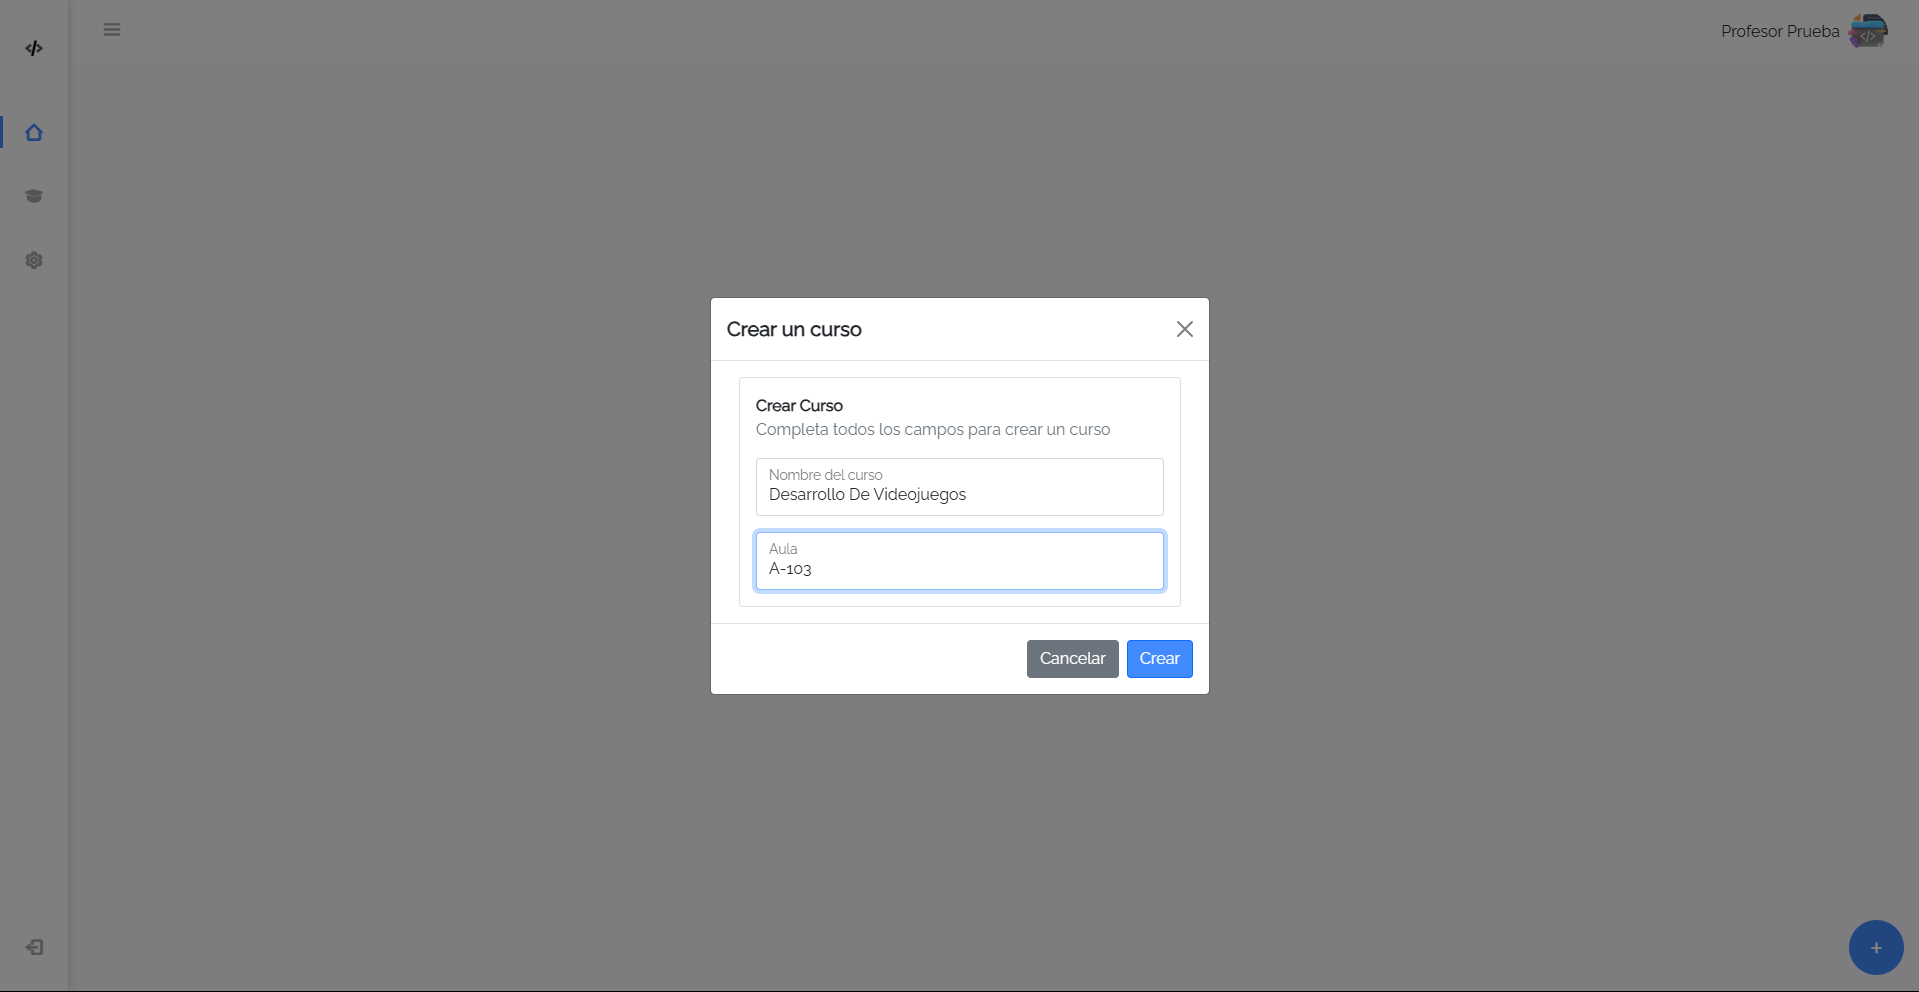 Profesor Prueba
Crear un curso
Crear Curso
Completa todos los campos para crear un curso
Nombre del curso
Desarrollo De Videojuegos
Aula
A-103
Cancelar
Crear
+